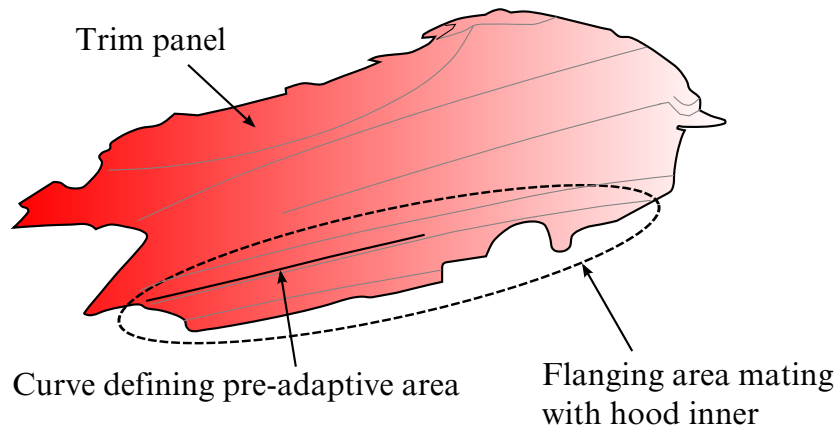 Trim panel
Curve defining pre-adaptive area
Flanging area mating
with hood inner